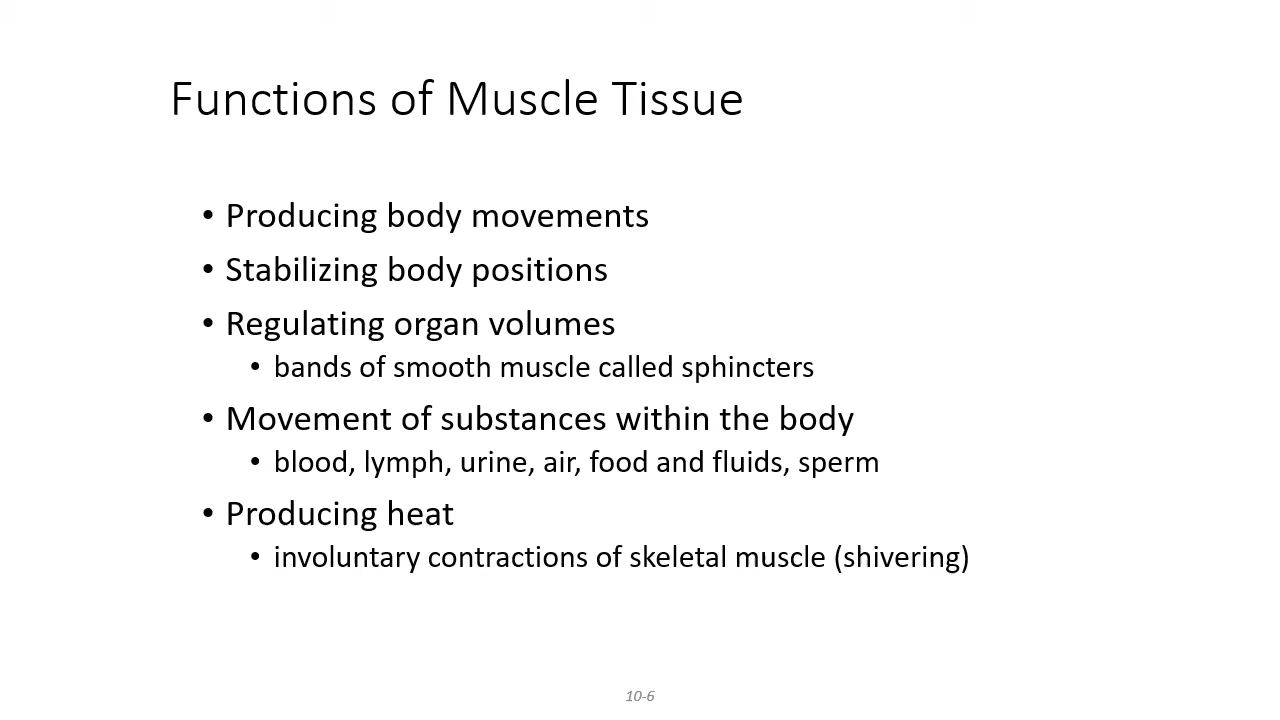 Functions of Muscle Tissue
• Producing body movements
• Stabilizing body positions
• Regulating organ volumes
• bands of smooth muscle called sphincters
• Movement of substances within the body
• blood, lymph, urine, air, food and fluids, sperm
• Producing heat
• involuntary contractions of skeletal muscle (shivering)
10-6